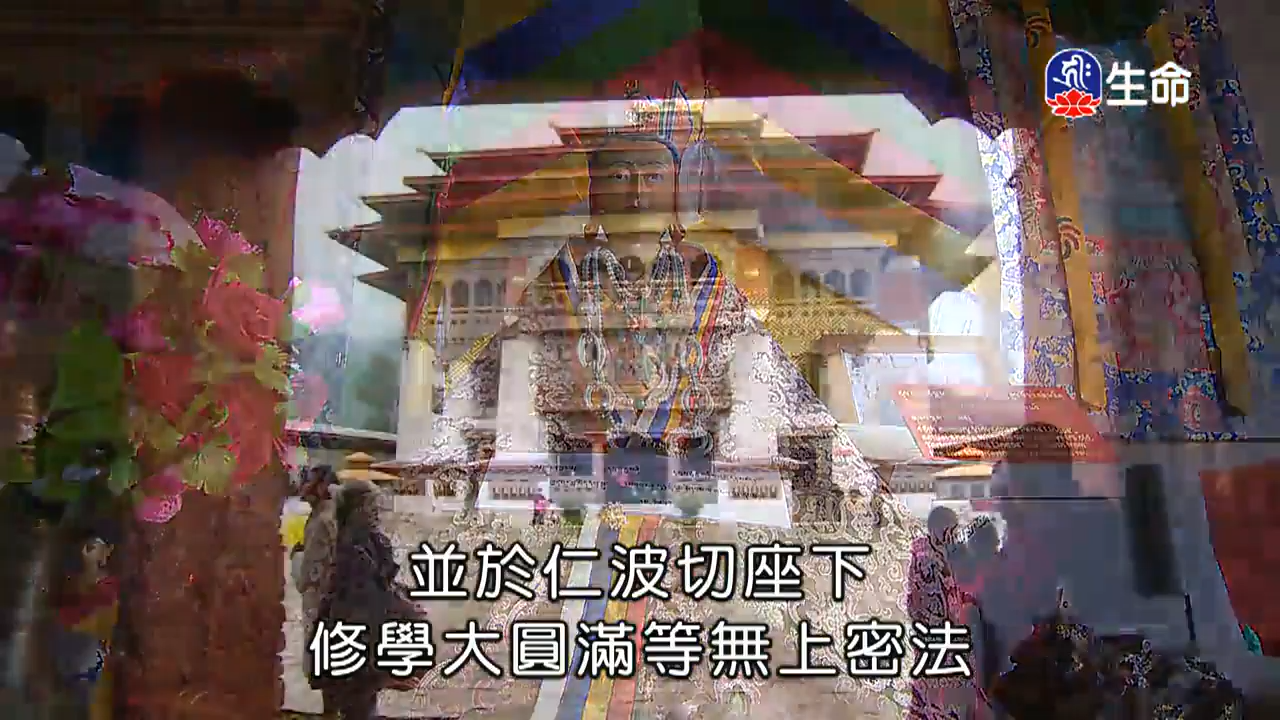 生命
並於仁波切座下
修學大圓滿等無上密法